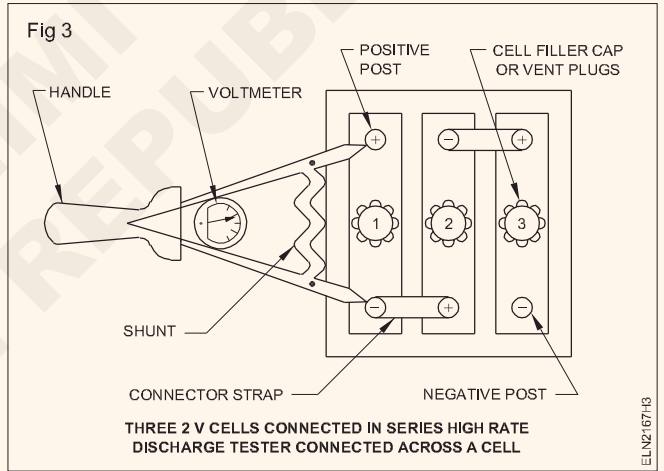 Fig 3
POSITIVE
POST
CELL FILLER CAP
OR VENT PLUGS
HANDLE
VOLTMETER
+
-
+
1
2
3
-
+
-
SHUNT
CONNECTOR STRAP
NEGATIVE POST
THREE 2 V CELLS CONNECTED IN SERIES HIGH RATE
DISCHARGE TESTER CONNECTED ACROSS A CELL
ELN2167H3